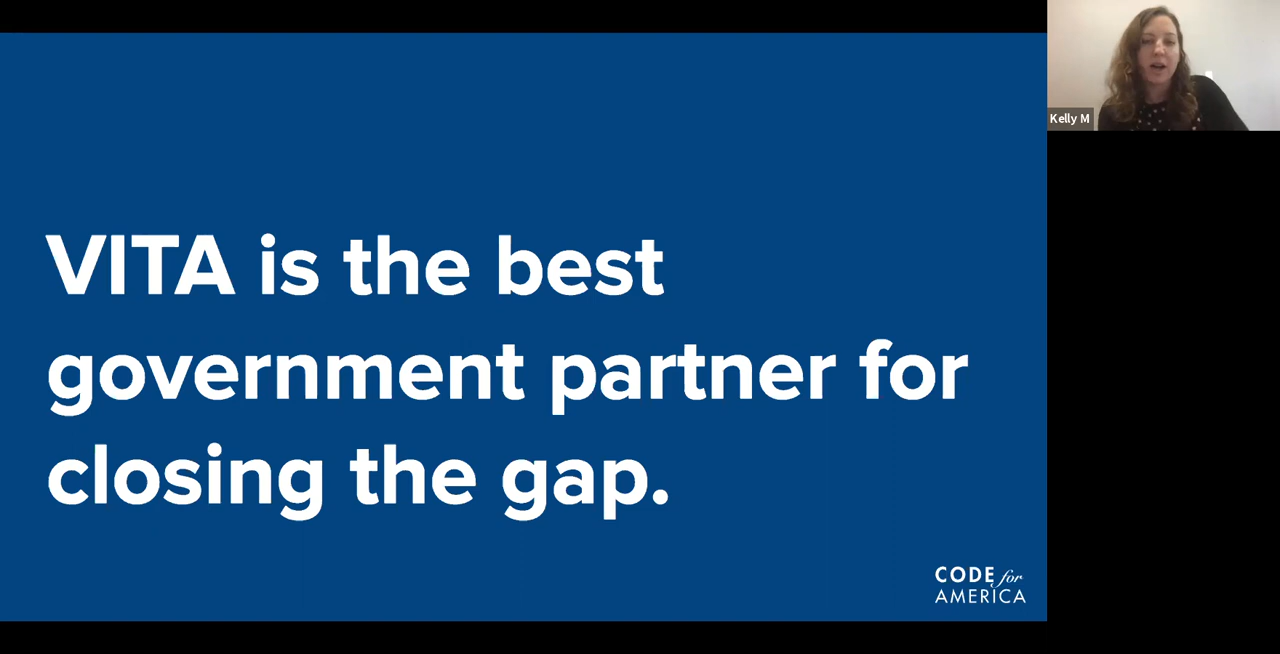 VITA is the best
government partner for
closing the gap.
CODE for
AMERICA
Kelly M